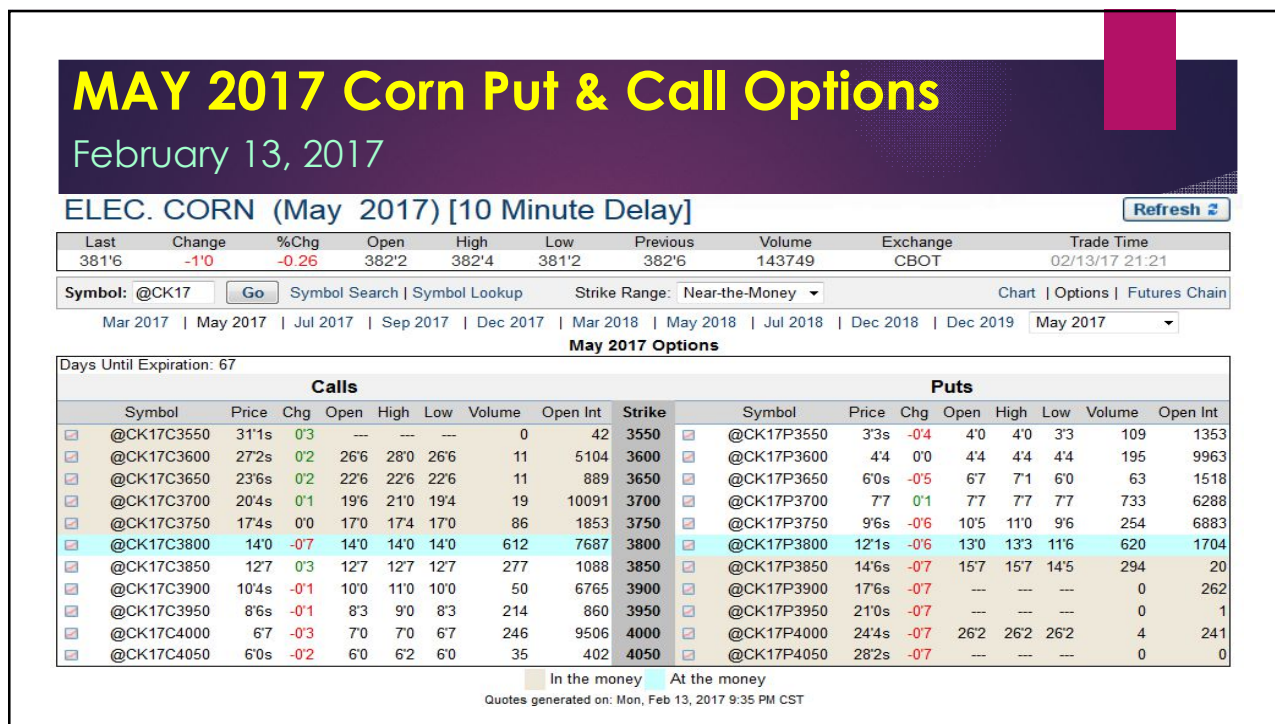 MAY 2017 Corn Put & Call Options
February 13, 2017
ELEC. CORN (May 2017) [10 Minute Delay] Refresh
Last Change %Chg Open High Low Previous Volume Exchange Trade Time
381'6 -1'0 -0.26 382'2 382'4 381'2 382'6 143749 CBOT 02/13/17 21:21
Symbol: @CK17 Go Symbol Search | Symbol Lookup Strike Range: Near-the-Money Chart | Options | Futures Chain
Mar 2017 | May 2017 | Jul 2017 | Sep 2017 | Dec 2017 | Mar 2018 | May 2018 | Jul 2018 | Dec 2018 | Dec 2019 May 2017
May 2017 Options
Days Until Expiration: 67
Calls Puts
Symbol Price Chg Open High Low Volume Open Int Strike Symbol Price Chg Open High Low Volume Open Int
@CK17C3550 31'1s 0'3 --- --- --- 0 42 3550 @CK17P3550 3'3s -0'4 4'0 4'0 3'3 109 1353
@CK17C3600 27'2s 0'2 26'6 28'0 26'6 11 5104 3600 @CK17P3600 4'4 0'0 4'4 4'4 4'4 195 9963
@CK17C3650 23'6s 0'2 22'6 22'6 22'6 11 889 3650 @CK17P3650 6'0s -0'5 6'7 7'1 6'0 63 1518
@CK17C3700 20'4s 0'1 19'6 21'0 19'4 19 10091 3700 @CK17P3700 7'7 0'1 7'7 7'7 7'7 733 6288
@CK17C3750 17'4s 0'0 17'0 17'4 17'0 86 1853 3750 @CK17P3750 9'6s -0'6 10'5 11'0 9'6 254 6883
@CK17C3800 14'0 -0'7 14'0 14'0 14'0 612 7687 3800 @CK17P3800 12'1s -0'6 13'0 13'3 11'6 620 1704
@CK17C3850 12'7 0'3 12'7 12'7 12'7 277 1088 3850 @CK17P3850 14'6s -0'7 15'7 15'7 14'5 294 20
@CK17C3900 10'4s -0'1 10'0 11'0 10'0 50 6765 3900 @CK17P3900 17'6s -0'7 --- --- --- 0 262
@CK17C3950 8'6s -0'1 8'3 9'0 8'3 214 860 3950 @CK17P3950 21'0s -0'7 --- --- --- 0 1
@CK17C4000 6'7 -0'3 7'0 7'0 6'7 246 9506 4000 @CK17P4000 24'4s -0'7 26'2 26'2 26'2 4 241
@CK17C4050 6'0s -0'2 6'0 6'2 6'0 35 402 4050 @CK17P4050 28'2s -0'7 --- --- --- 0 0
In the money At the money
Quotes generated on: Mon, Feb 13, 2017 9:35 PM CST